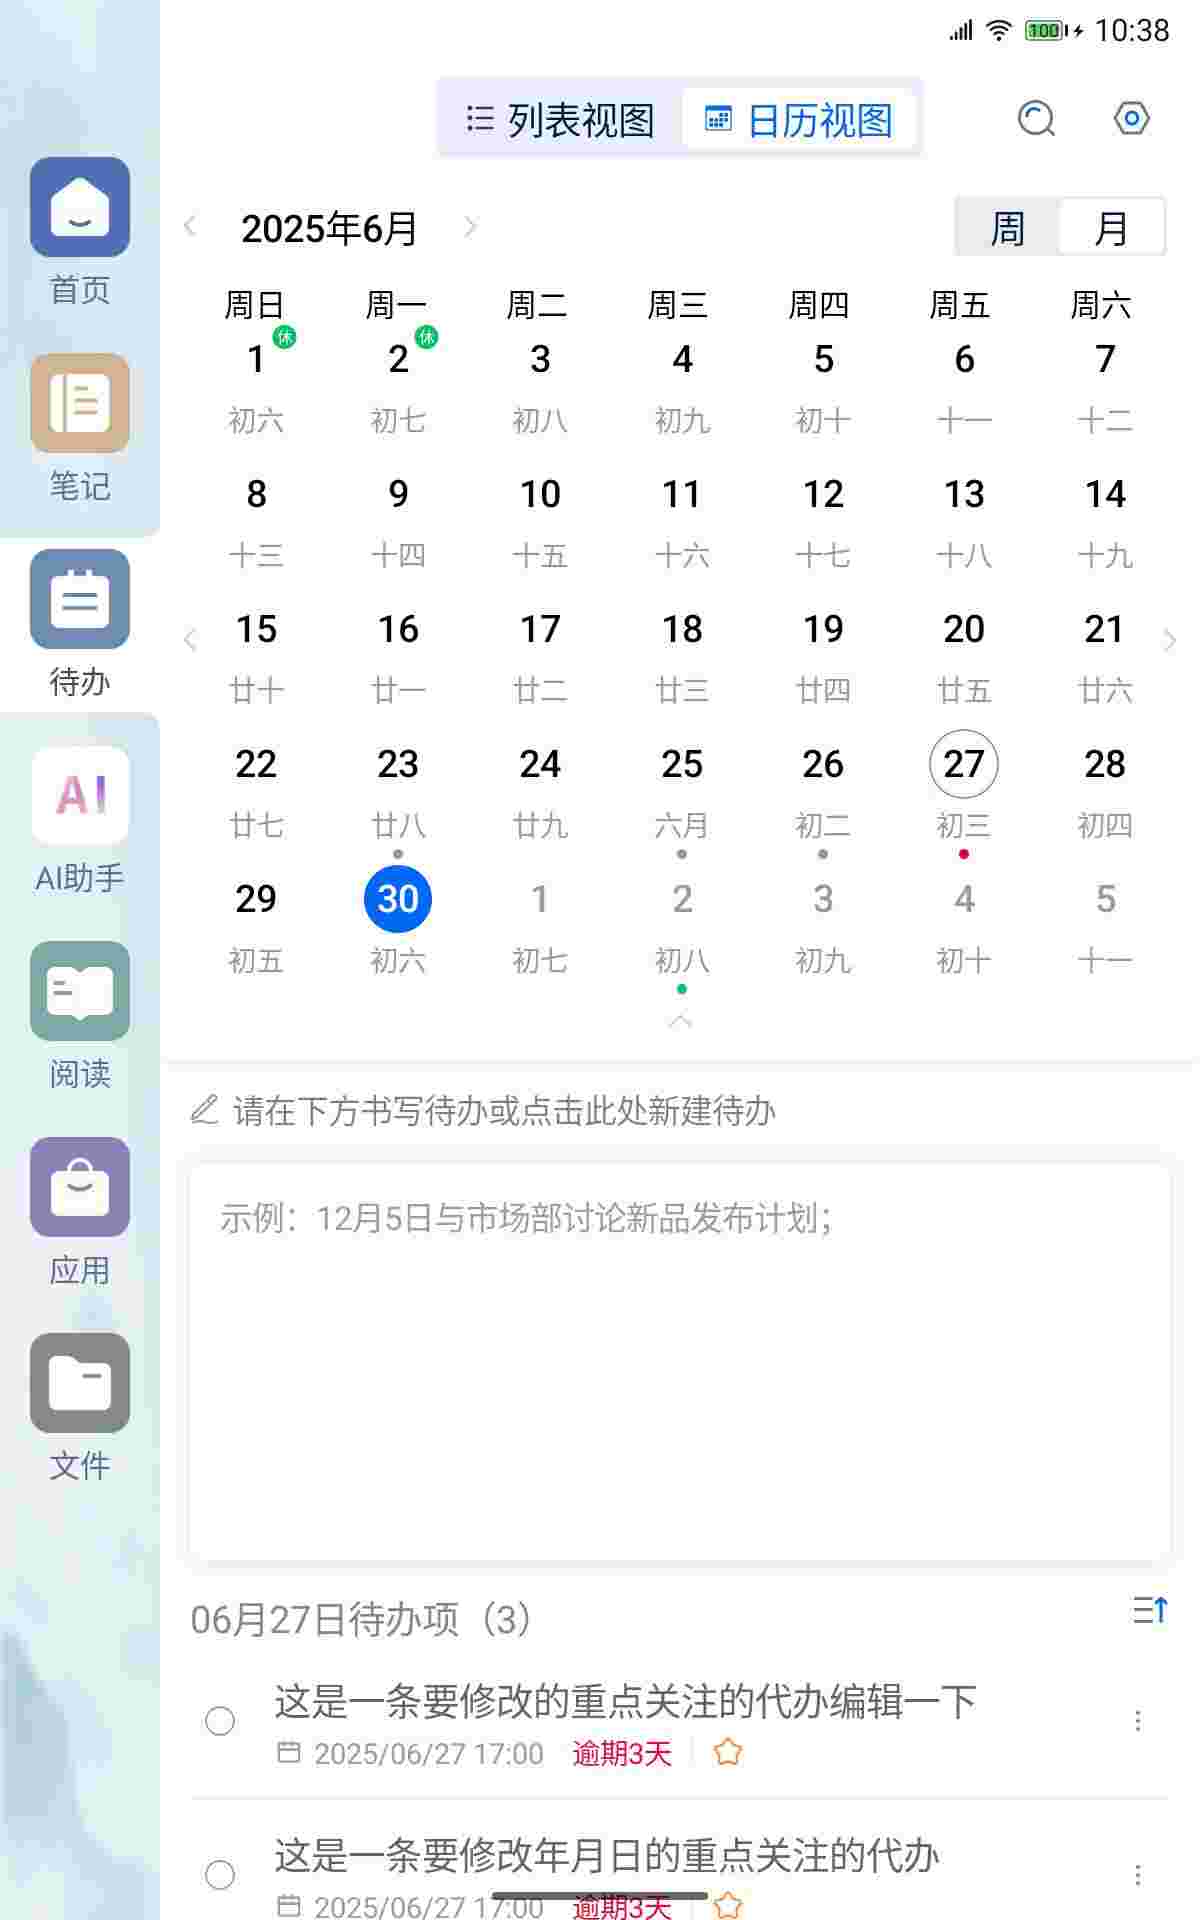 100 10:38
列表视图 日历视图
2025年6月 周 月
周日 周一 周二 周三 周四 周五 周六
休 休
1 2 3 4 5 6 7
初六 初七 初八 初九 初十 十一 十二
8 9 10 11 12 13 14
十三 十四 十五 十六 十七 十八 十九
15 16 17 18 19 20 21
廿十 廿一 廿二 廿三 廿四 廿五 廿六
22 23 24 25 26 27 28
廿七 廿八 廿九 六月 初二 初三 初四
29 30 1 2 3 4 5
初五 初六 初七 初八 初九 初十 十一
请在下方书写待办或点击此处新建待办
示例：12月5日与市场部讨论新品发布计划；
06月27日待办项（3）
这是一条要修改的重点关注的代办编辑一下
2025/06/27 17:00 逾期3天
这是一条要修改年月日的重点关注的代办
2025/06/27 17:00 逾期3天
首页
笔记
待办
AI
AI助手
阅读
应用
文件